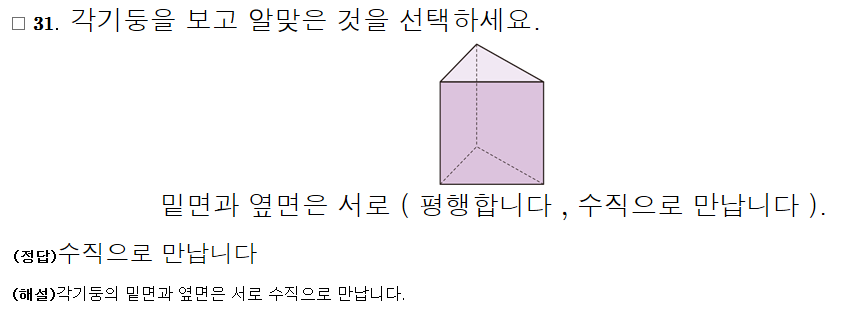 □ 31. 각기둥을 보고 알맞은 것을 선택하세요.
밑면과 옆면은 서로 ( 평행합니다 , 수직으로 만납니다 ).
(정답)수직으로 만납니다
(해설)각기둥의 밑면과 옆면은 서로 수직으로 만납니다.